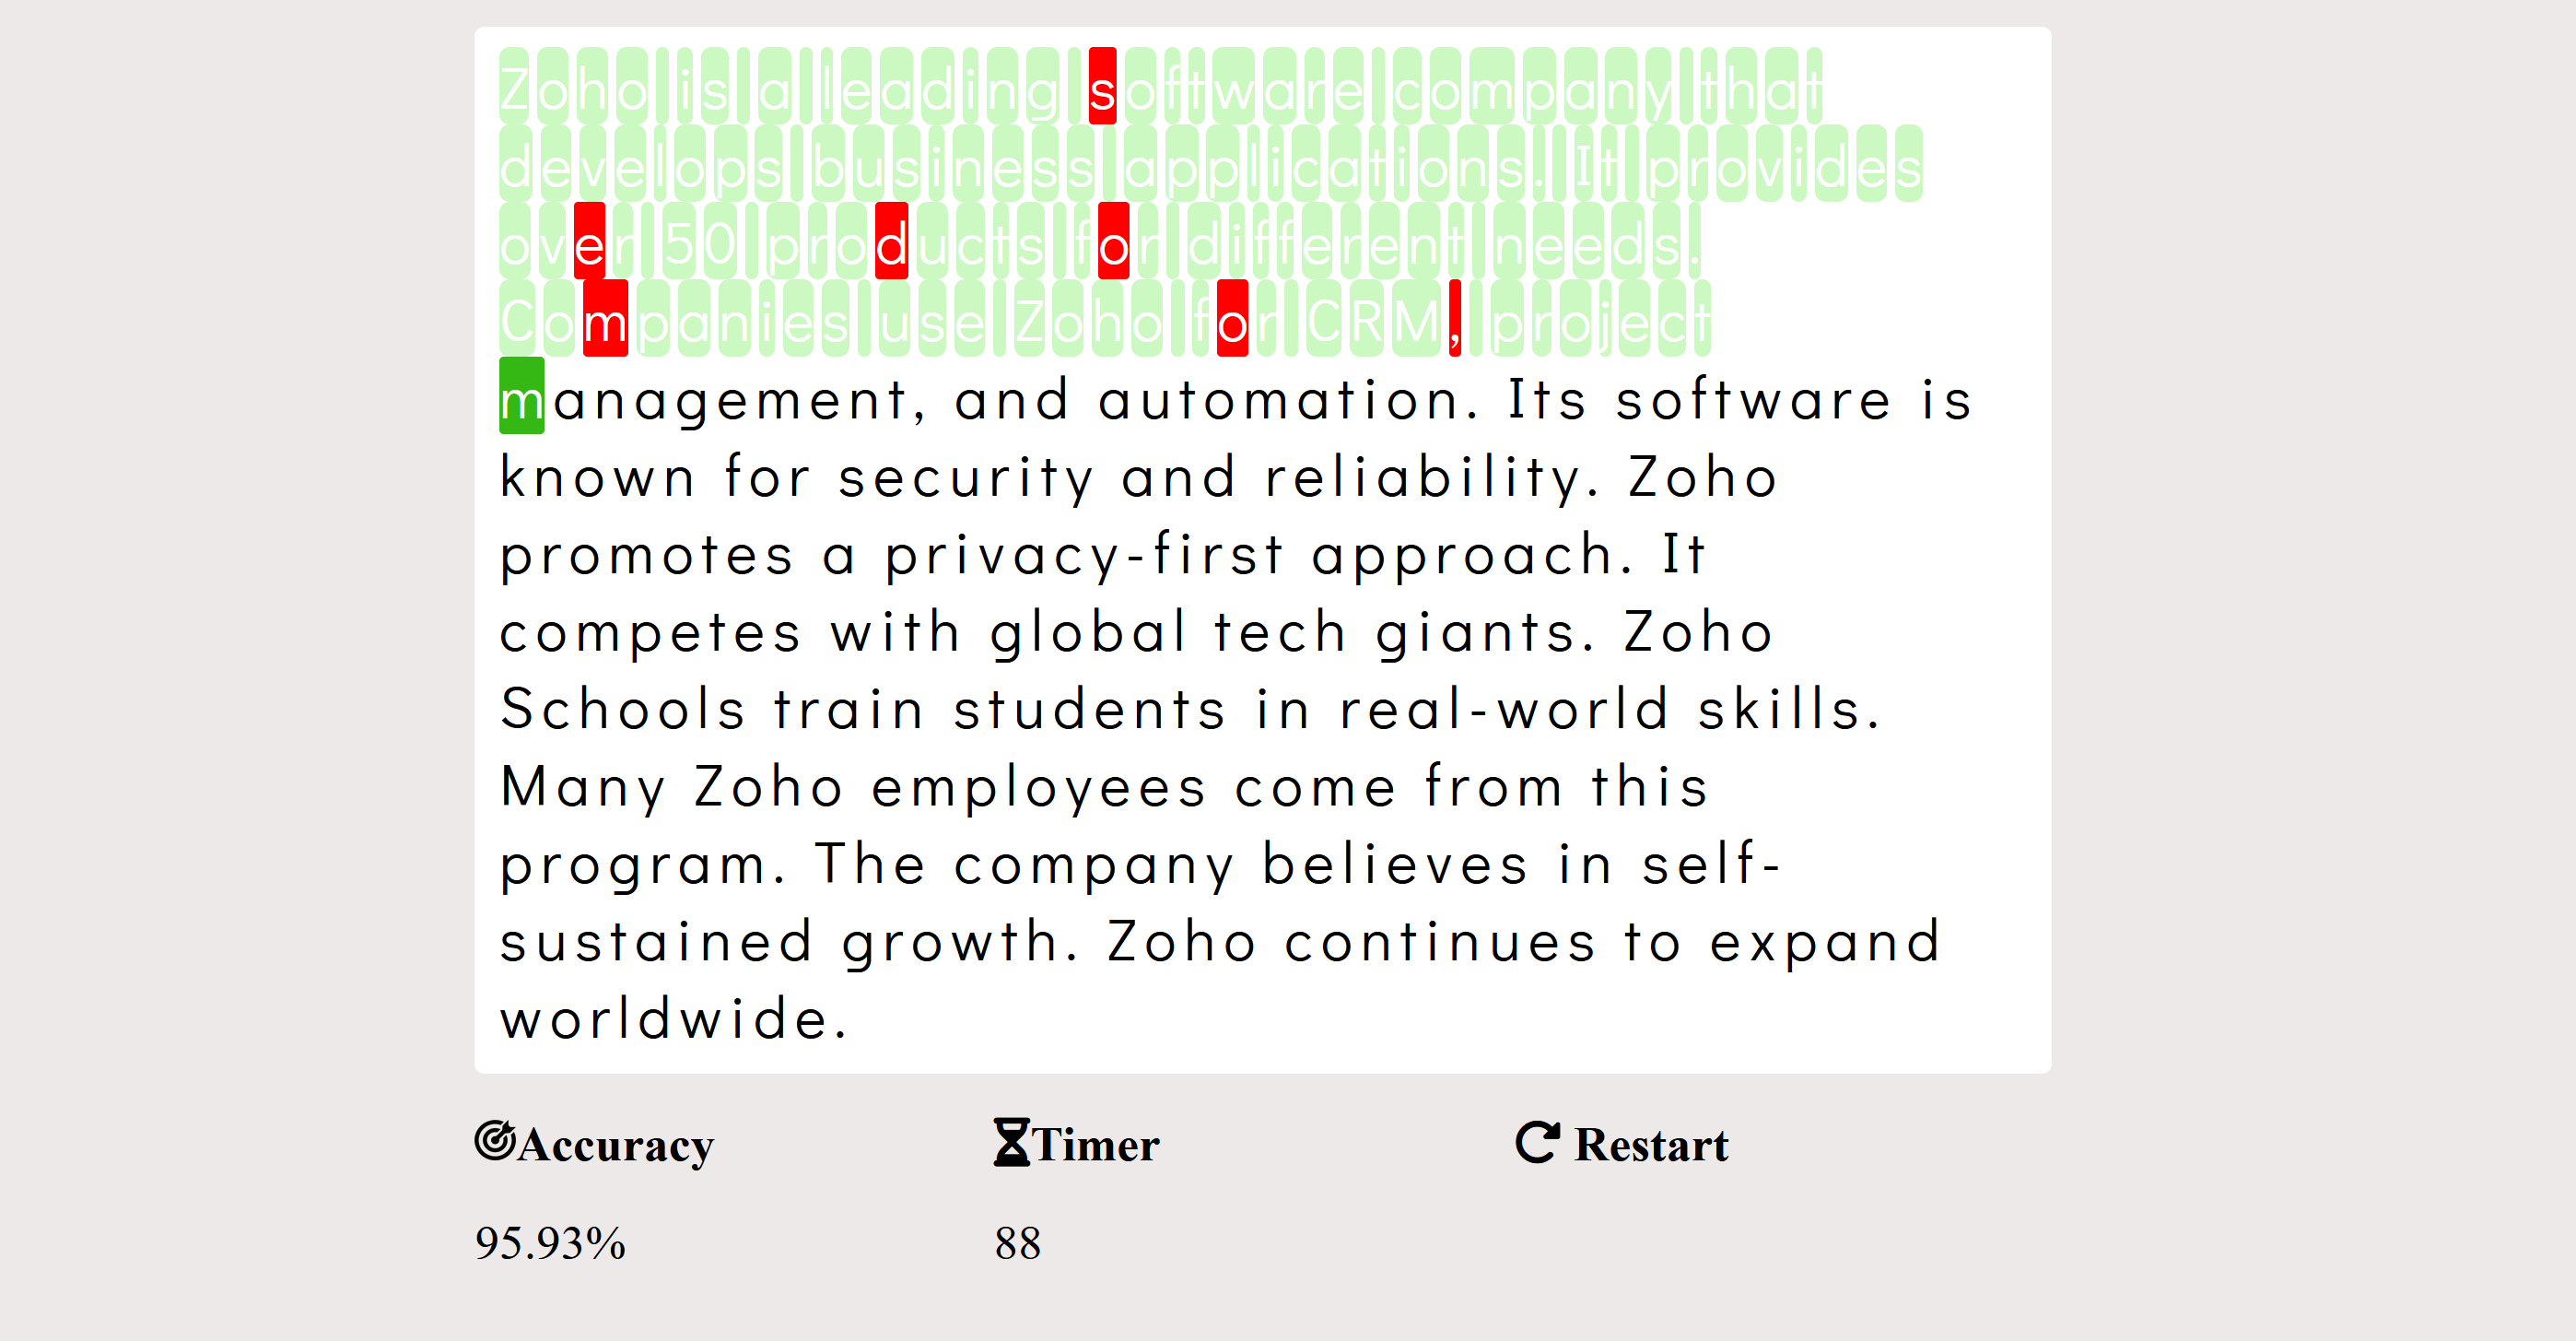 Zoho is a leading software company that
develops business applications. It provides
over 50 products for different needs.
Companies use Zoho for CRM, project
management, and automation. Its software is
known for security and reliability. Zoho
promotes a privacy-first approach. It
competes with global tech giants. Zoho
Schools train students in real-world skills.
Many Zoho employees come from this
program. The company believes in self-
sustained growth. Zoho continues to expand
worldwide.
Accuracy Timer Restart
95.93% 88